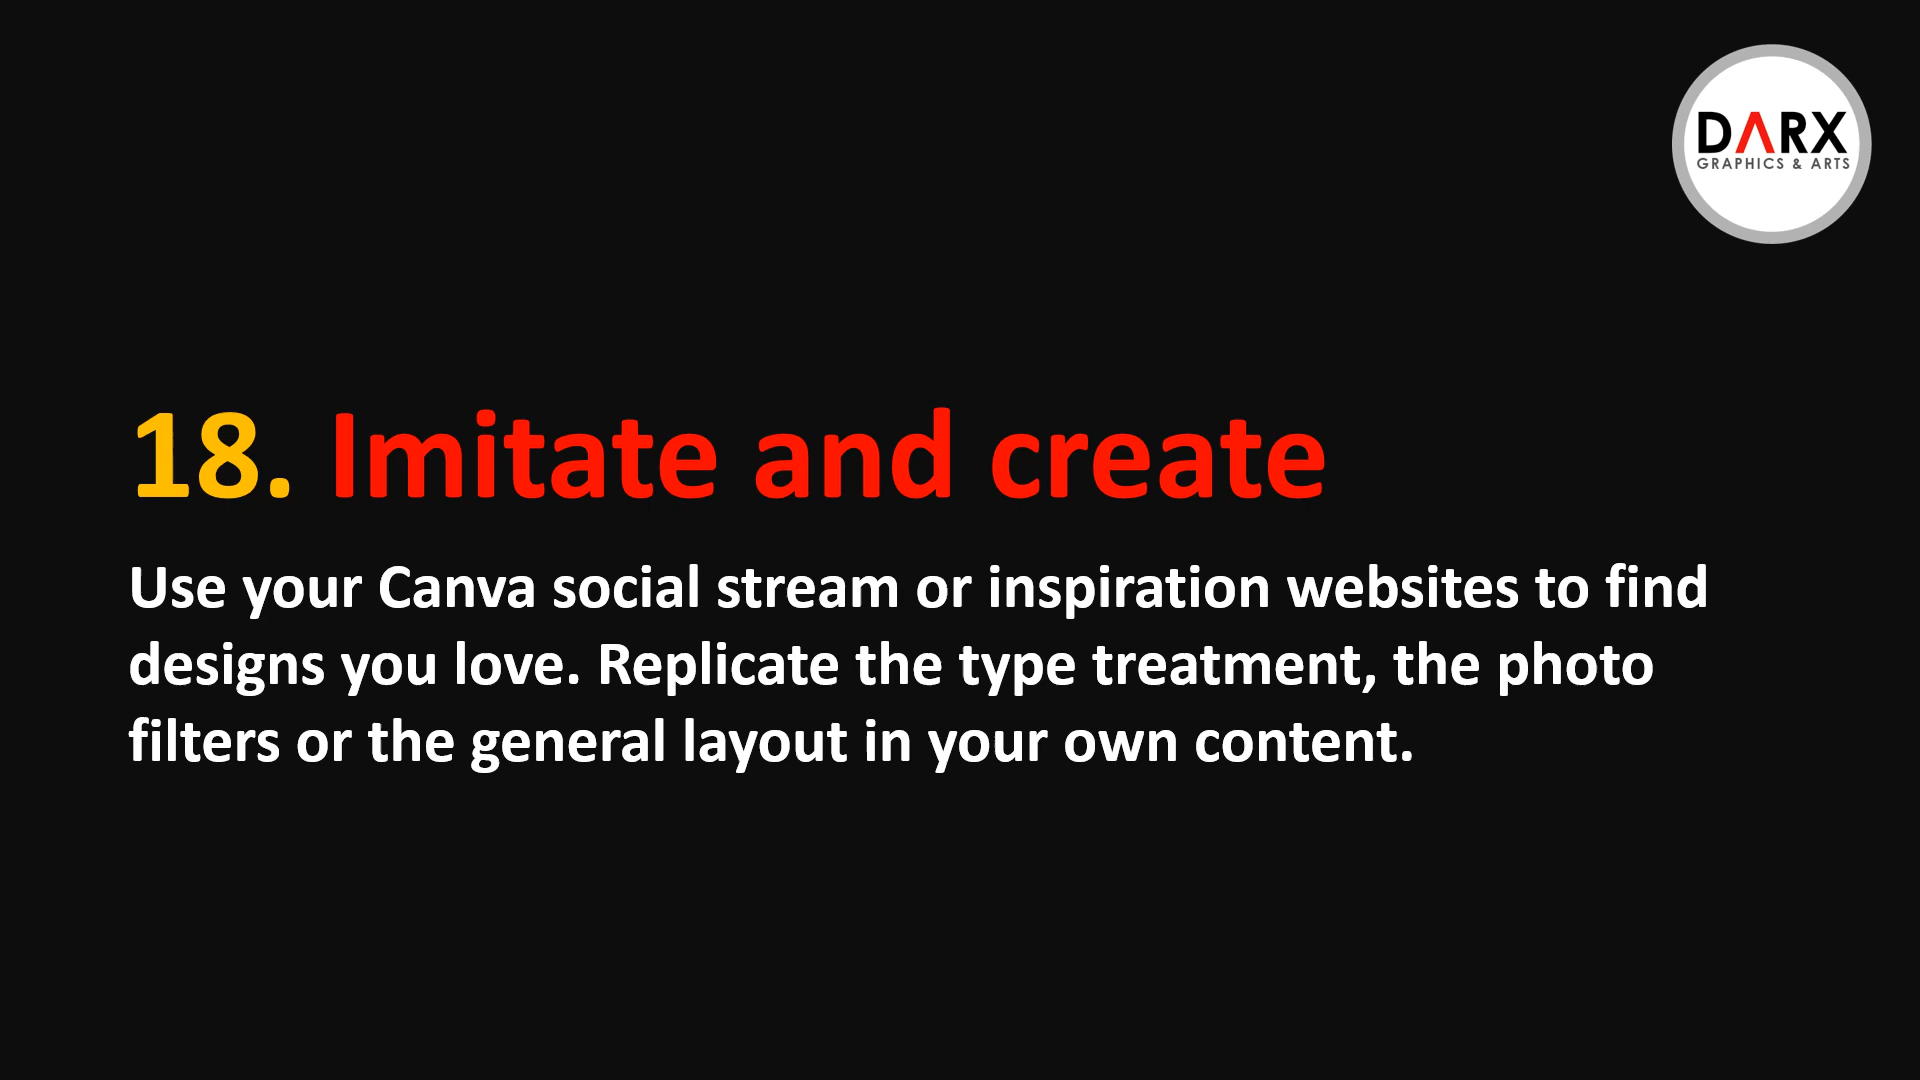 DARX
GRAPHICS & ARTS
18. Imitate and create
Use your Canva social stream or inspiration websites to find
designs you love. Replicate the type treatment, the photo
filters or the general layout in your own content.